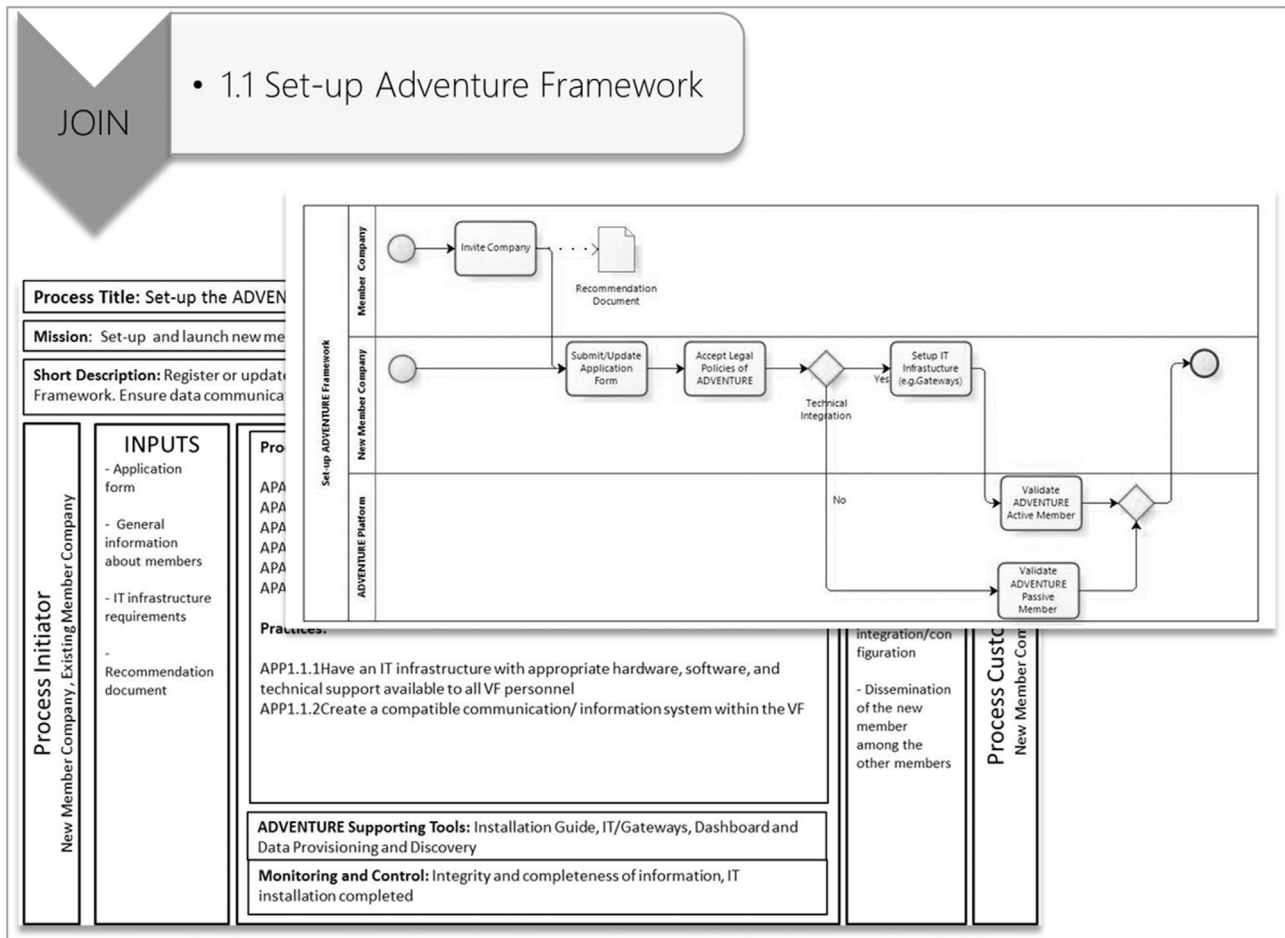 JOIN
• 1.1 Set-up Adventure Framework
Set-up ADVENTURE Framework
Member Company
Invite Company
Recommendation
Document
New Member Company
Submit/Update
Application
Form
Accept Legal
Policies of
ADVENTURE
Technical
Integration
Yes
Setup IT
Infrastucture
(e.g.Gateways)
ADVENTURE Platform
No
Validate
ADVENTURE
Active Member
Validate
ADVENTURE
Passive
Member
Process Title: Set-up the ADVEN
Mission: Set-up and launch new me
Short Description: Register or update
Framework. Ensure data communica
Process Initiator
New Member Company, Existing Member Company
INPUTS
- Application
form
- General
information
about members
- IT infrastructure
requirements
-
Recommendation
document
Pro
APA
APA
APA
APA
APA
APA
Practices:
APP1.1.1Have an IT infrastructure with appropriate hardware, software, and
technical support available to all VF personnel
APP1.1.2Create a compatible communication/ information system within the VF
ADVENTURE Supporting Tools: Installation Guide, IT/Gateways, Dashboard and
Data Provisioning and Discovery
Monitoring and Control: Integrity and completeness of information, IT
installation completed
integration/con
figuration
- Dissemination
of the new
member
among the
other members
Process Custo
New Member Com